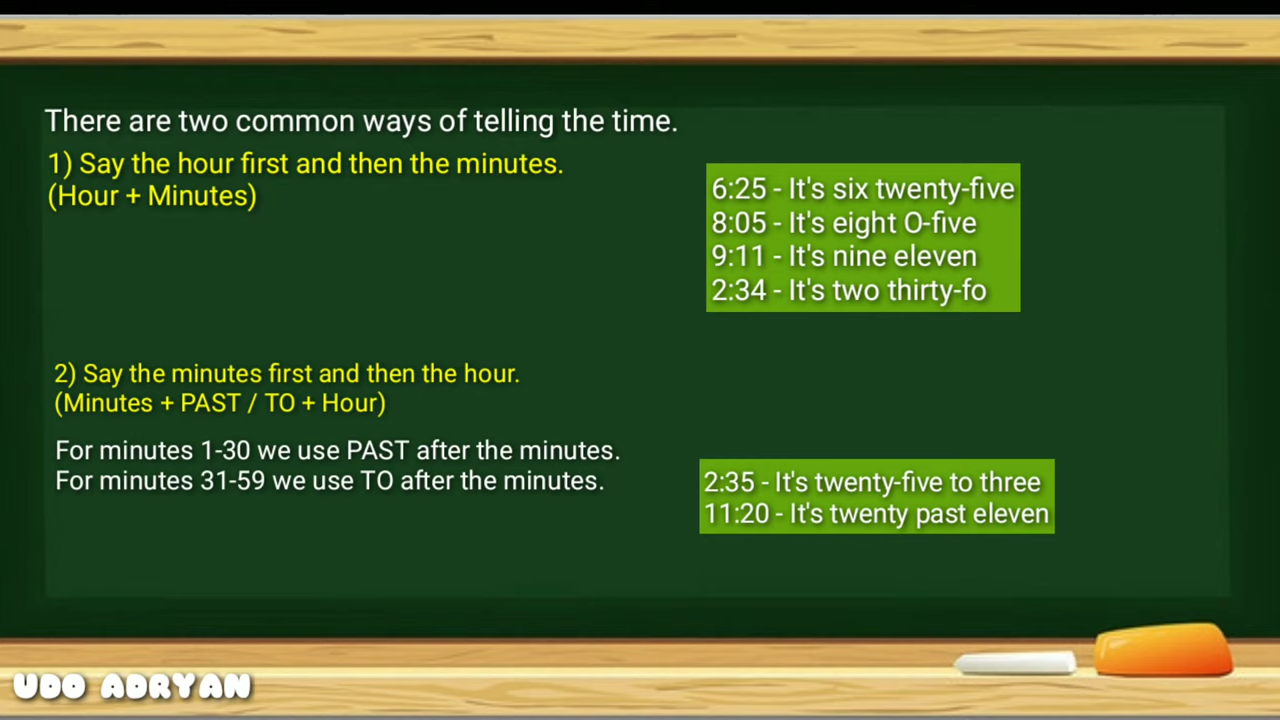 There are two common ways of telling the time.
1) Say the hour first and then the minutes.
(Hour + Minutes)
6:25 - It's six twenty-five
8:05 - It's eight O-five
9:11 - It's nine eleven
2:34 - It's two thirty-fo
2) Say the minutes first and then the hour.
(Minutes + PAST / TO + Hour)
For minutes 1-30 we use PAST after the minutes.
For minutes 31-59 we use TO after the minutes.
2:35 - It's twenty-five to three
11:20 - It's twenty past eleven
UDO ADRYAN